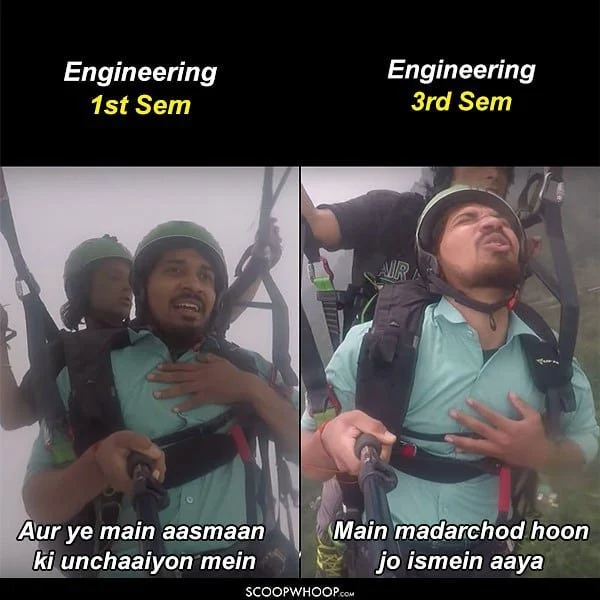 Engineering
1st Sem
Engineering
3rd Sem
AIR
Aur ye main aasmaan
ki unchaaiyon mein
Main madarchod hoon
jo ismein aaya
SCOOPWHOOP.COM